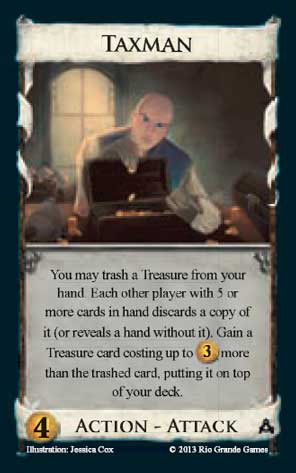 TAXMAN
You may trash a Treasure from your
hand. Each other player with 5 or
more cards in hand discards a copy of
it (or reveals a hand without it). Gain a
Treasure card costing up to 3 more
than the trashed card, putting it on top
of your deck.
4 ACTION - ATTACK
Illustration: Jessica Cox © 2013 Rio Grande Games